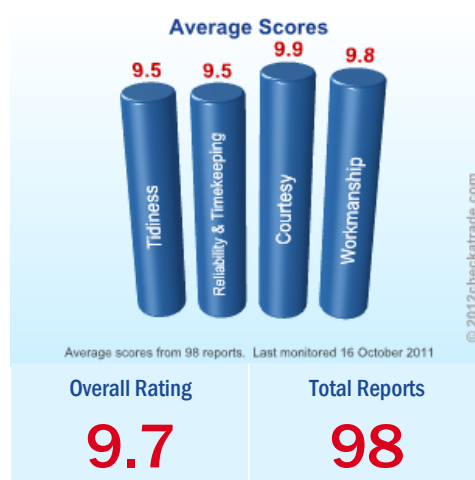 Average Scores
9.5
9.5
9.9
9.8
Tidiness
Reliability & Timekeeping
Courtesy
Workmanship
© 2012checkatrade.com
Average scores from 98 reports. Last monitored 16 October 2011
Overall Rating
Total Reports
9.7
98